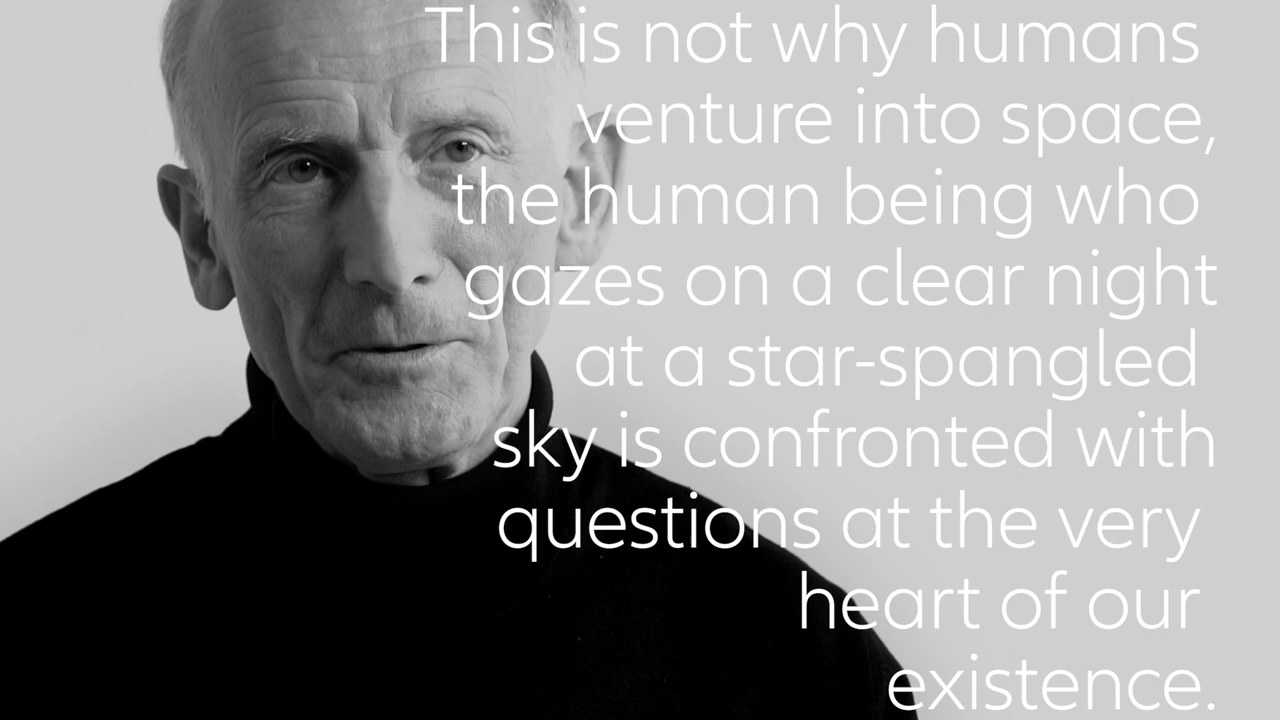 This is not why humans
venture into space,
the human being who
gazes on a clear night
at a star-spangled
sky is confronted with
questions at the very
heart of our
existence.